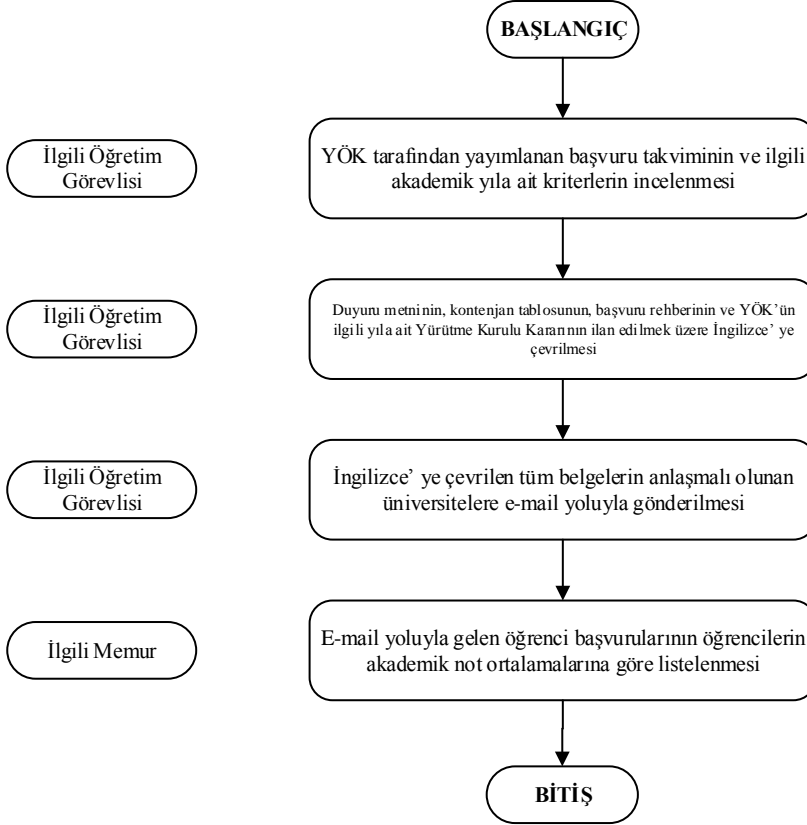 BAŞLANGIÇ
İlgili Öğretim
Görevlisi
YÖK tarafından yayımlanan başvuru takviminin ve ilgili
akademik yıla ait kriterlerin incelenmesi
İlgili Öğretim
Görevlisi
Duyuru metninin, kontenjan tablosunun, başvuru rehberinin ve YÖK’ün
ilgili yıla ait Yürütme Kurulu Kararının ilan edilmek üzere İngilizce’ ye
çevrilmesi
İlgili Öğretim
Görevlisi
İngilizce’ ye çevrilen tüm belgelerin anlaşmalı olunan
üniversitelere e-mail yoluyla gönderilmesi
İlgili Memur
E-mail yoluyla gelen öğrenci başvurularının öğrencilerin
akademik not ortalamalarına göre listelenmesi
BİTİŞ